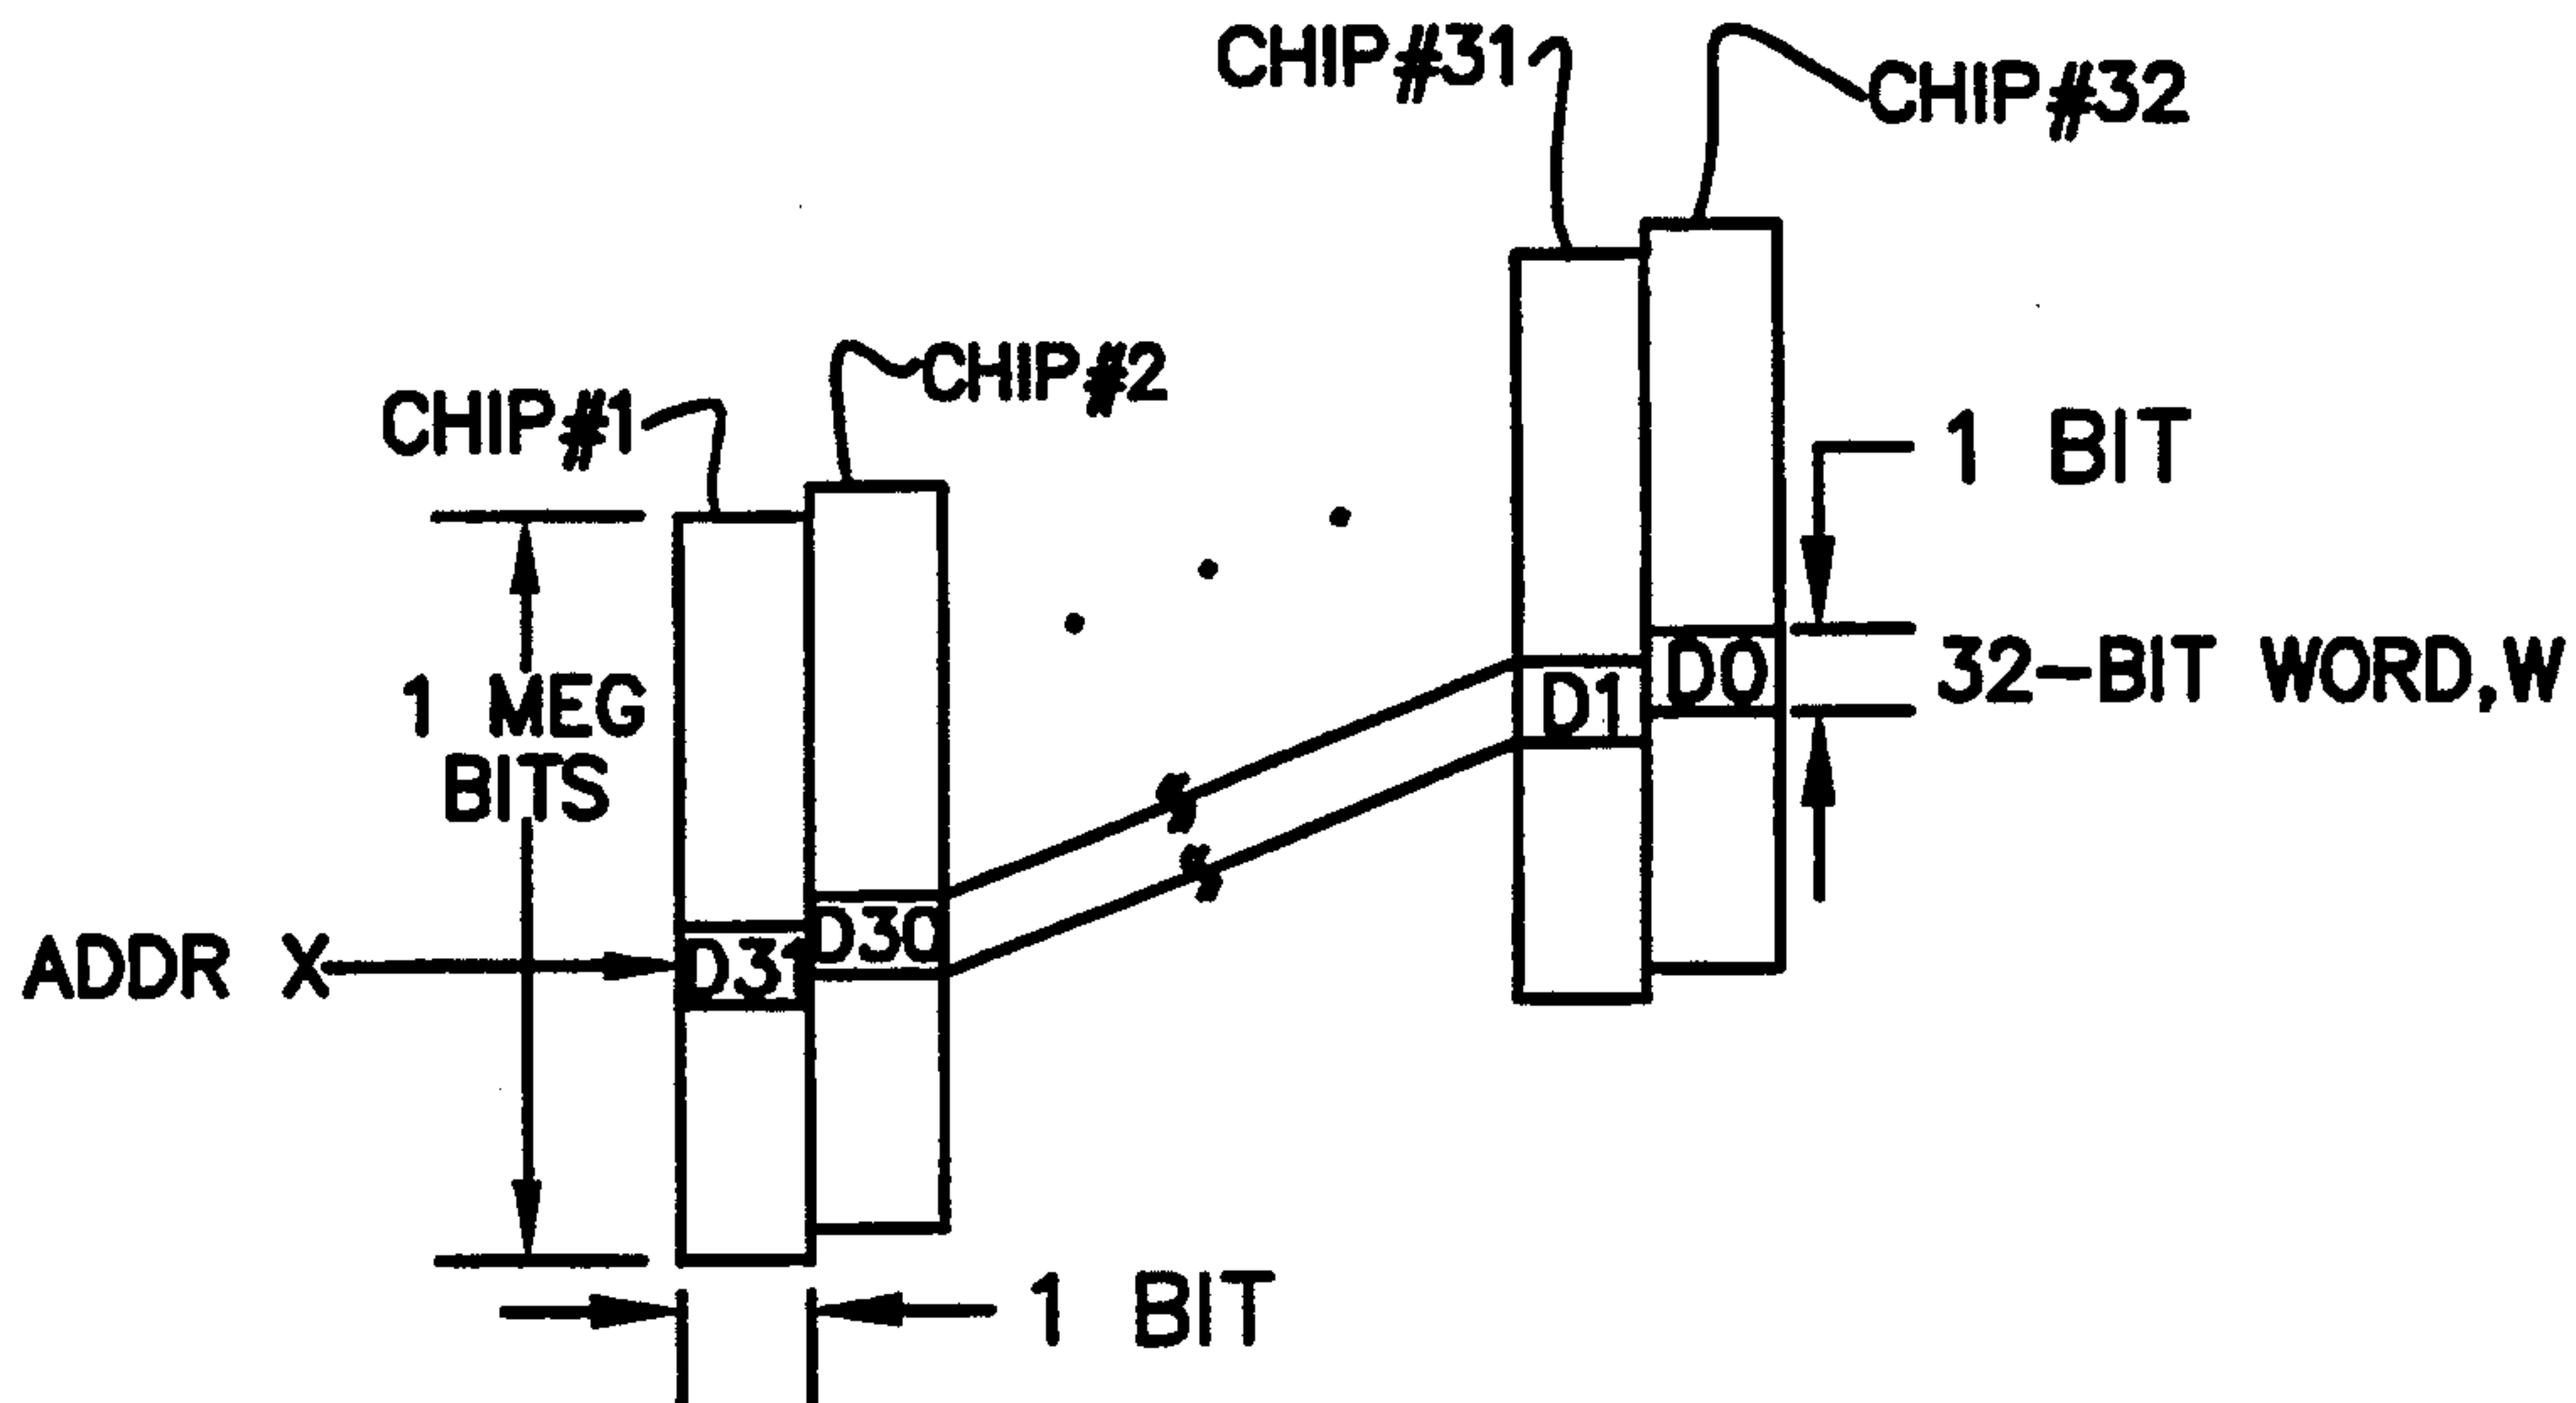 CHIP#31
CHIP#32
CHIP#2
CHIP#1
1 BIT
1 MEG
BITS
32-BIT WORD,W
D0
D1
D30
D31
ADDR X
1 BIT